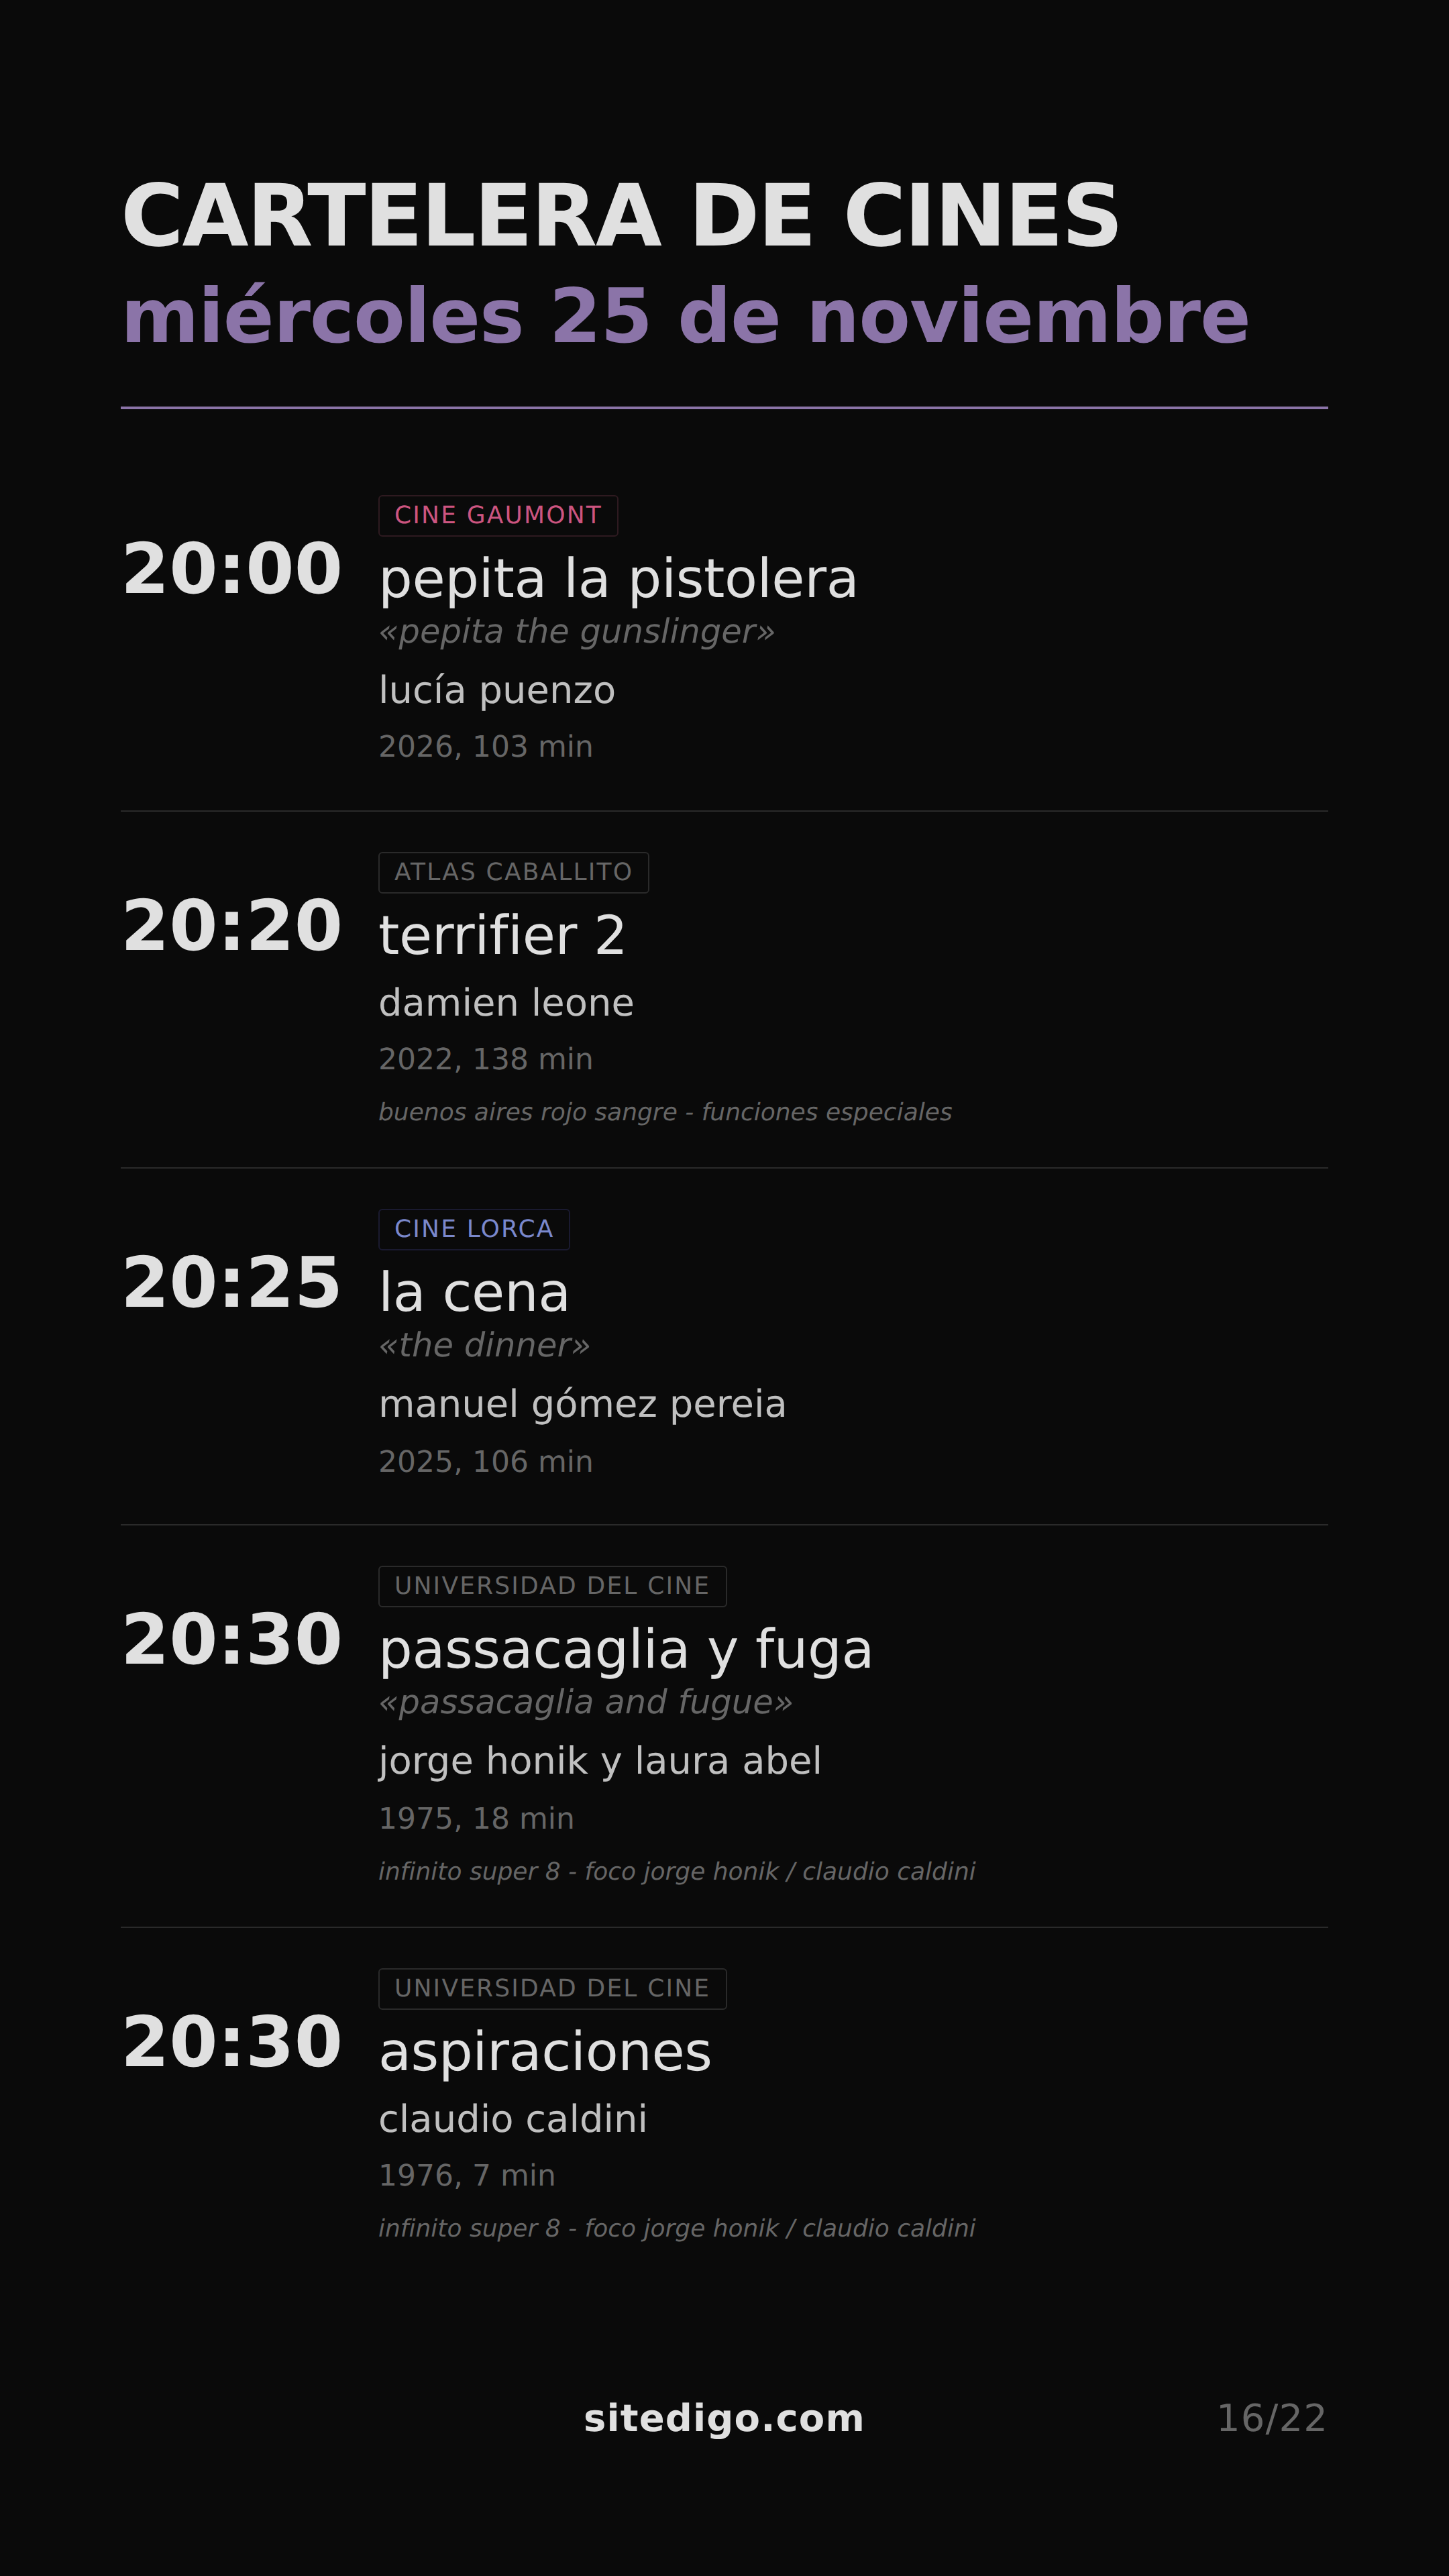 CARTELERA DE CINES
miércoles 25 de noviembre
CINE GAUMONT
20:00
pepita la pistolera
«pepita the gunslinger»
lucía puenzo
2026, 103 min
ATLAS CABALLITO
20:20
terrifier 2
damien leone
2022, 138 min
buenos aires rojo sangre - funciones especiales
CINE LORCA
20:25
la cena
«the dinner»
manuel gómez pereia
2025, 106 min
UNIVERSIDAD DEL CINE
20:30
passacaglia y fuga
«passacaglia and fugue»
jorge honik y laura abel
1975, 18 min
infinito super 8 - foco jorge honik / claudio caldini
UNIVERSIDAD DEL CINE
20:30
aspiraciones
claudio caldini
1976, 7 min
infinito super 8 - foco jorge honik / claudio caldini
sitedigo.com
16/22